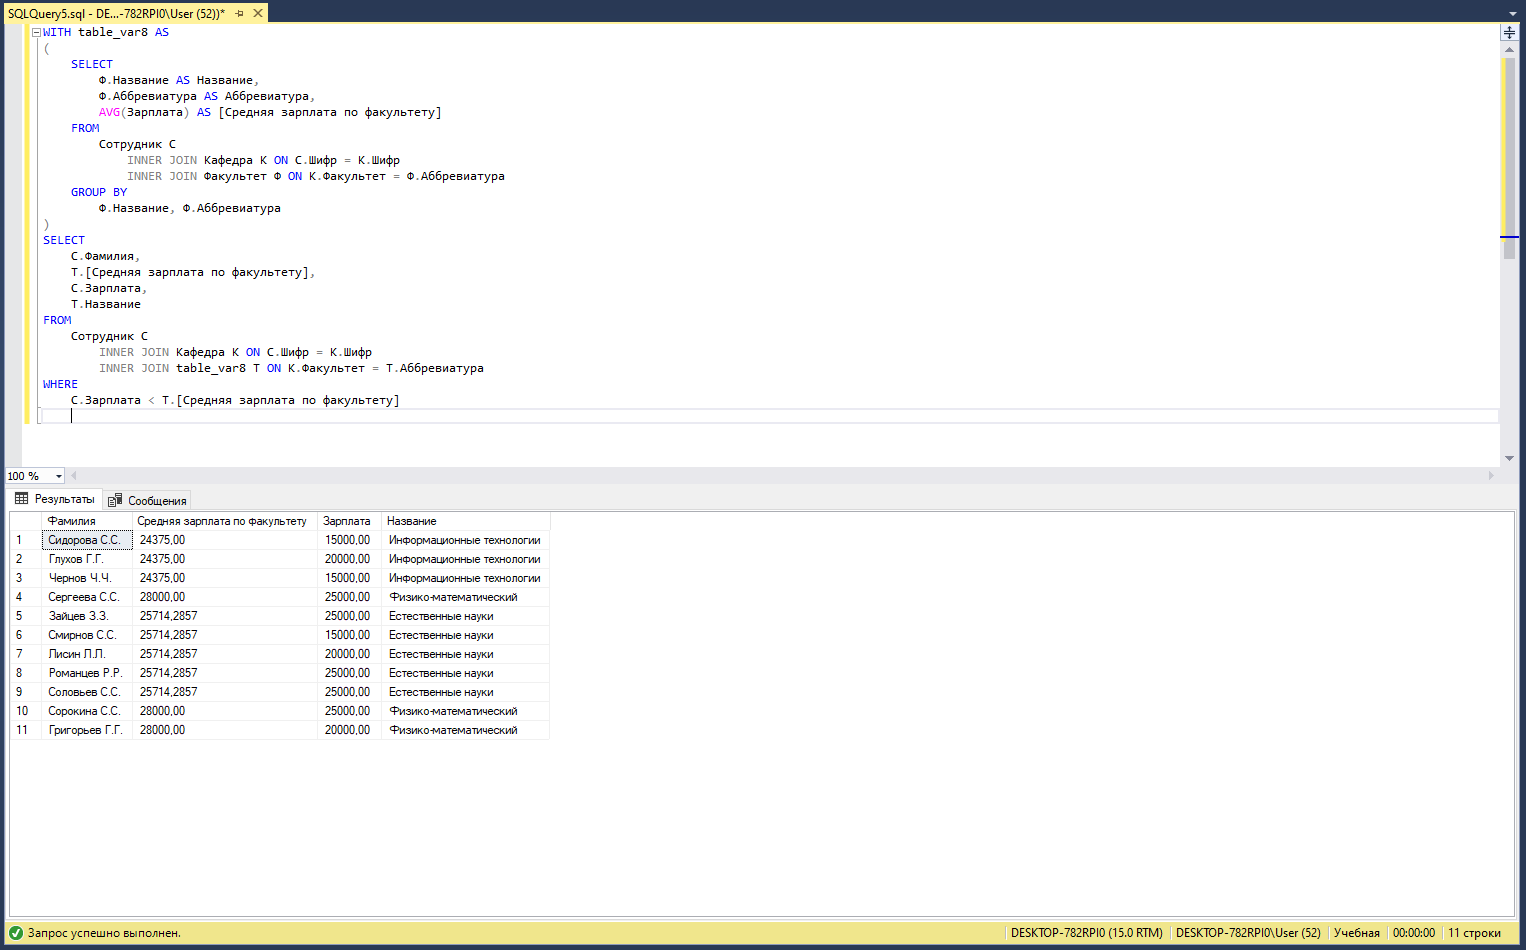 SQLQuery5.sql - DE...-782RPI0\User (52))*
WITH table_var8 AS
(
SELECT
Ф.Название AS Название,
Ф.Аббревиатура AS Аббревиатура,
AVG(Зарплата) AS [Средняя зарплата по факультету]
FROM
Сотрудник С
INNER JOIN Кафедра К ON С.Шифр = К.Шифр
INNER JOIN Факультет Ф ON К.Факультет = Ф.Аббревиатура
GROUP BY
Ф.Название, Ф.Аббревиатура
)
SELECT
С.Фамилия,
Т.[Средняя зарплата по факультету],
С.Зарплата,
Т.Название
FROM
Сотрудник С
INNER JOIN Кафедра К ON С.Шифр = К.Шифр
INNER JOIN table_var8 Т ON К.Факультет = Т.Аббревиатура
WHERE
С.Зарплата < Т.[Средняя зарплата по факультету]
100 %
Результаты Сообщения
Фамилия Средняя зарплата по факультету Зарплата Название
1 Сидорова С.С. 24375,00 15000,00 Информационные технологии
2 Глухов Г.Г. 24375,00 20000,00 Информационные технологии
3 Чернов Ч.Ч. 24375,00 15000,00 Информационные технологии
4 Сергеева С.С. 28000,00 25000,00 Физико-математический
5 Зайцев З.З. 25714,2857 25000,00 Естественные науки
6 Смирнов С.С. 25714,2857 15000,00 Естественные науки
7 Лисин Л.Л. 25714,2857 20000,00 Естественные науки
8 Романцев Р.Р. 25714,2857 25000,00 Естественные науки
9 Соловьев С.С. 25714,2857 25000,00 Естественные науки
10 Сорокина С.С. 28000,00 25000,00 Физико-математический
11 Григорьев Г.Г. 28000,00 20000,00 Физико-математический
Запрос успешно выполнен. DESKTOP-782RPI0 (15.0 RTM) DESKTOP-782RPI0\User (52) Учебная 00:00:00 11 строки